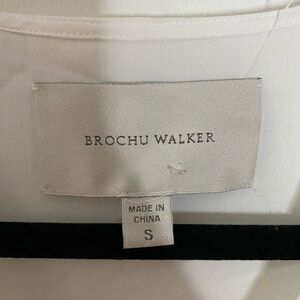 BROCHU WALKER
MADE IN
CHINA
S